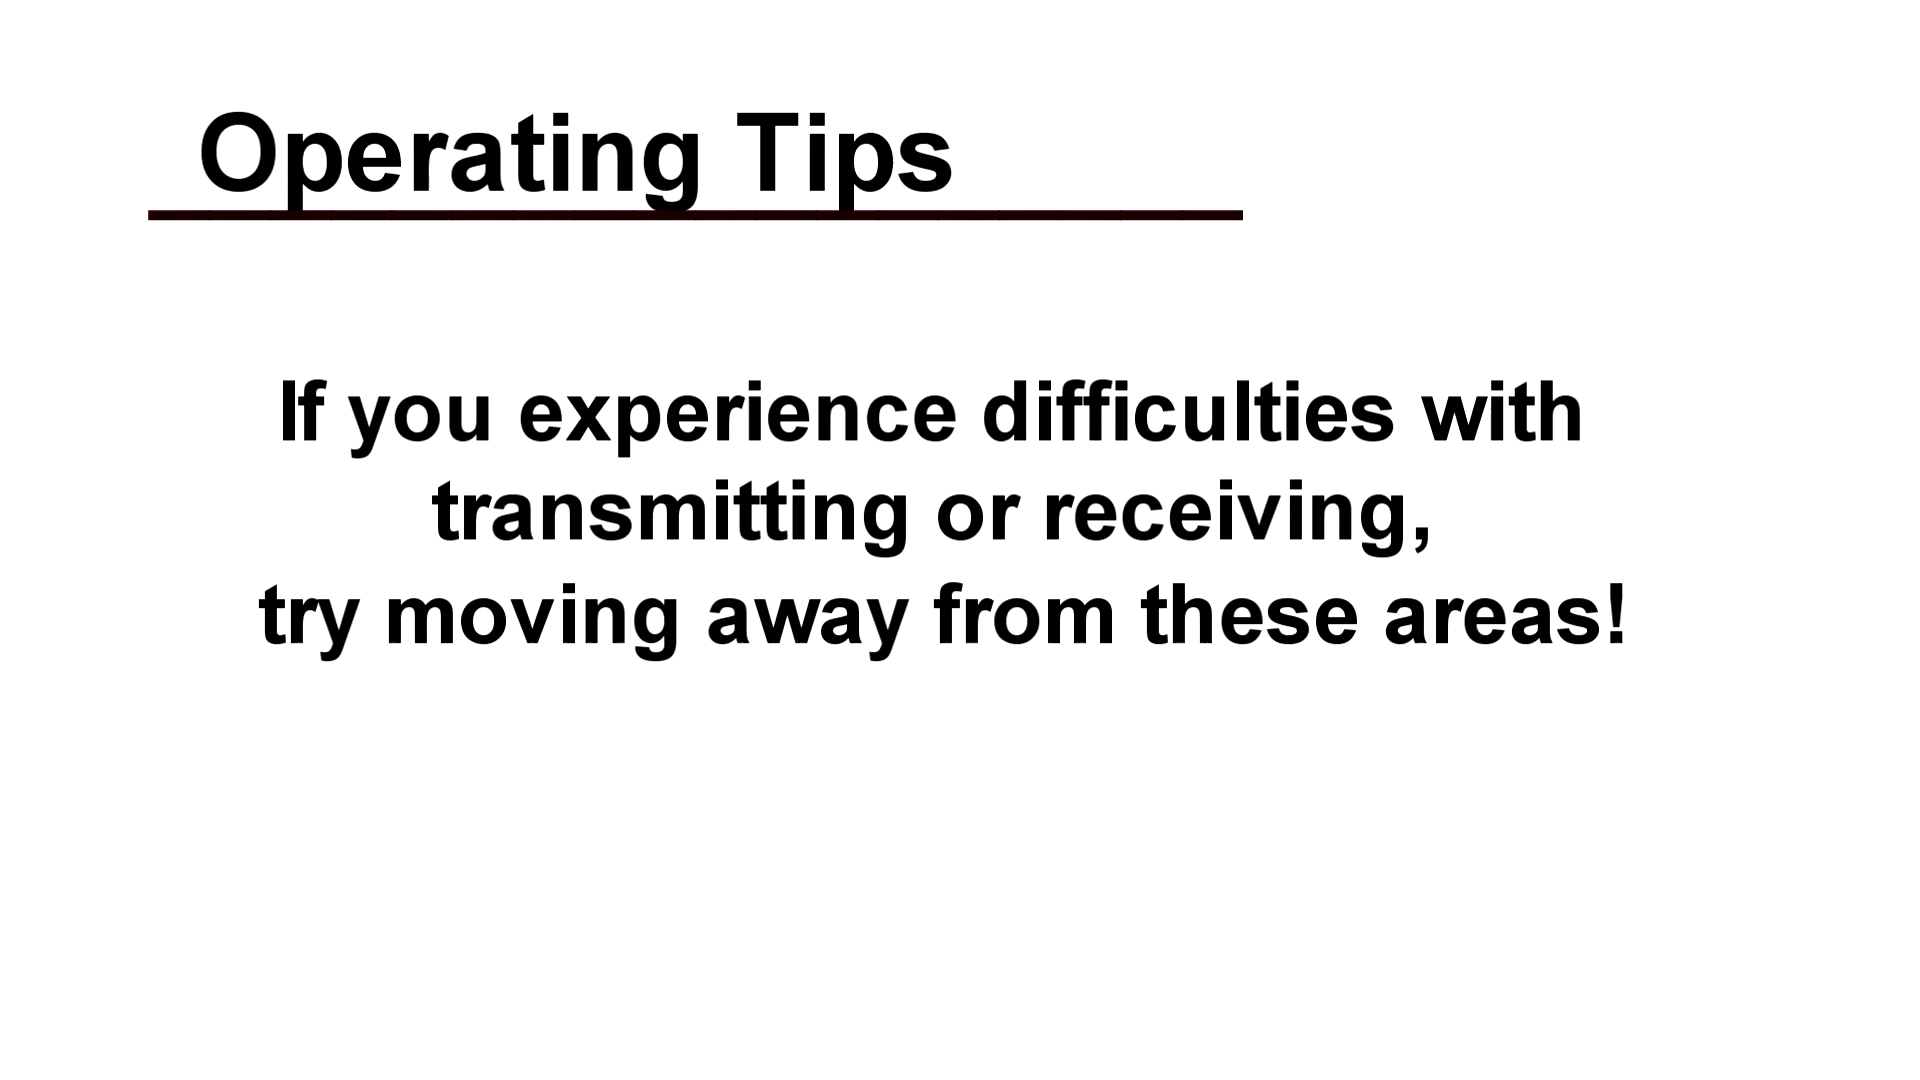 Operating Tips
If you experience difficulties with
transmitting or receiving,
try moving away from these areas!